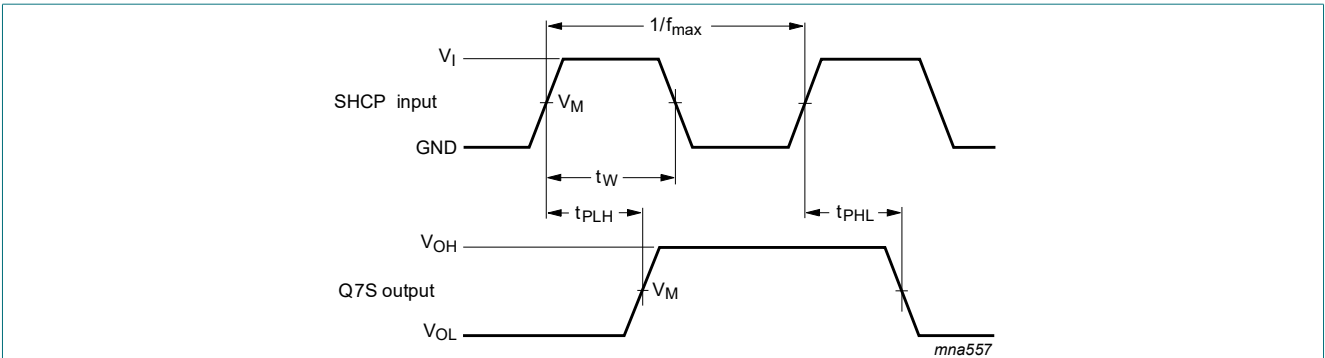 1/fmax
VI
SHCP input
VM
GND
tW
tPLH
tPHL
VOH
Q7S output
VM
VOL
mna557